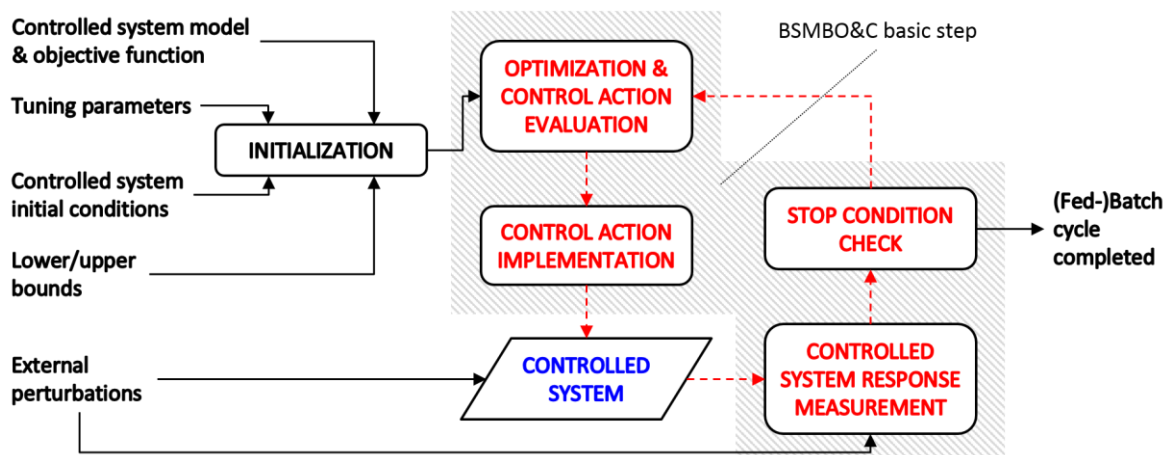 Controlled system model
& objective function
Tuning parameters
Controlled system
initial conditions
Lower/upper
bounds
External
perturbations
INITIALIZATION
OPTIMIZATION &
CONTROL ACTION
EVALUATION
CONTROL ACTION
IMPLEMENTATION
CONTROLLED
SYSTEM
BSMBO&C basic step
STOP CONDITION
CHECK
CONTROLLED
SYSTEM RESPONSE
MEASUREMENT
(Fed-)Batch
cycle
completed